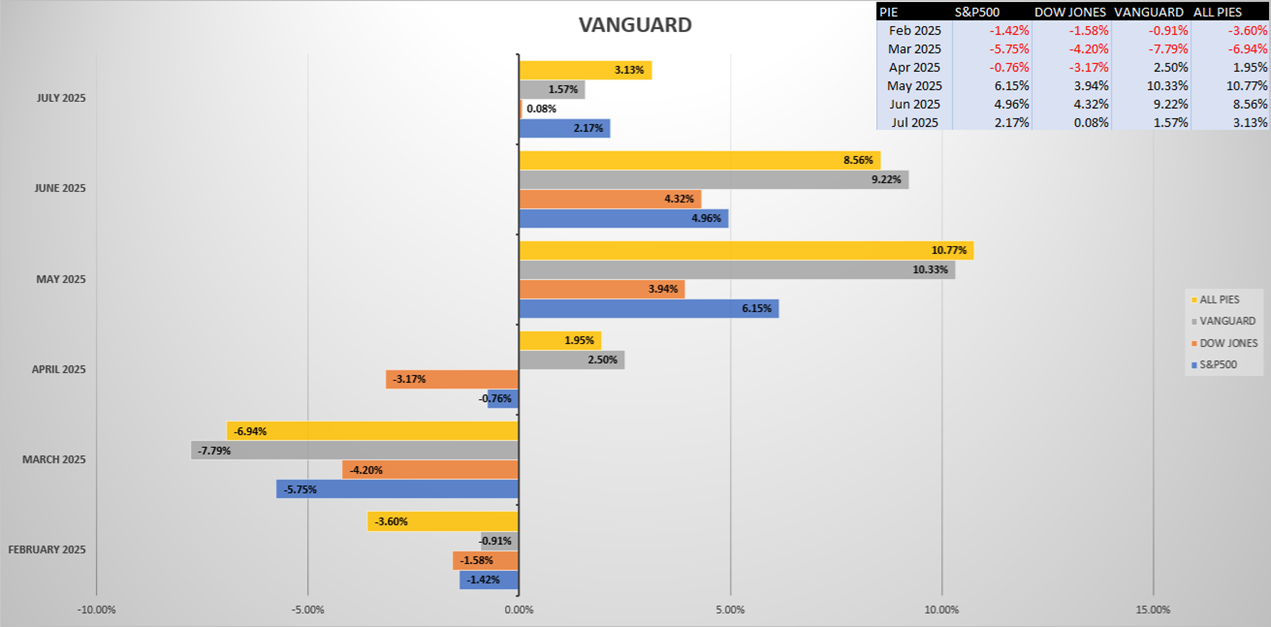 VANGUARD
PIE S&P500 DOW JONES VANGUARD ALL PIES
Feb 2025 -1.42% -1.58% -0.91% -3.60%
Mar 2025 -5.75% -4.20% -7.79% -6.94%
Apr 2025 -0.76% -3.17% 2.50% 1.95%
May 2025 6.15% 3.94% 10.33% 10.77%
Jun 2025 4.96% 4.32% 9.22% 8.56%
Jul 2025 2.17% 0.08% 1.57% 3.13%
JULY 2025
3.13%
1.57%
0.08%
2.17%
JUNE 2025
8.56%
9.22%
4.32%
4.96%
MAY 2025
10.77%
10.33%
3.94%
6.15%
APRIL 2025
1.95%
2.50%
-3.17%
-0.76%
MARCH 2025
-6.94%
-7.79%
-4.20%
-5.75%
FEBRUARY 2025
-3.60%
-0.91%
-1.58%
-1.42%
ALL PIES
VANGUARD
DOW JONES
S&P500
-10.00% -5.00% 0.00% 5.00% 10.00% 15.00%